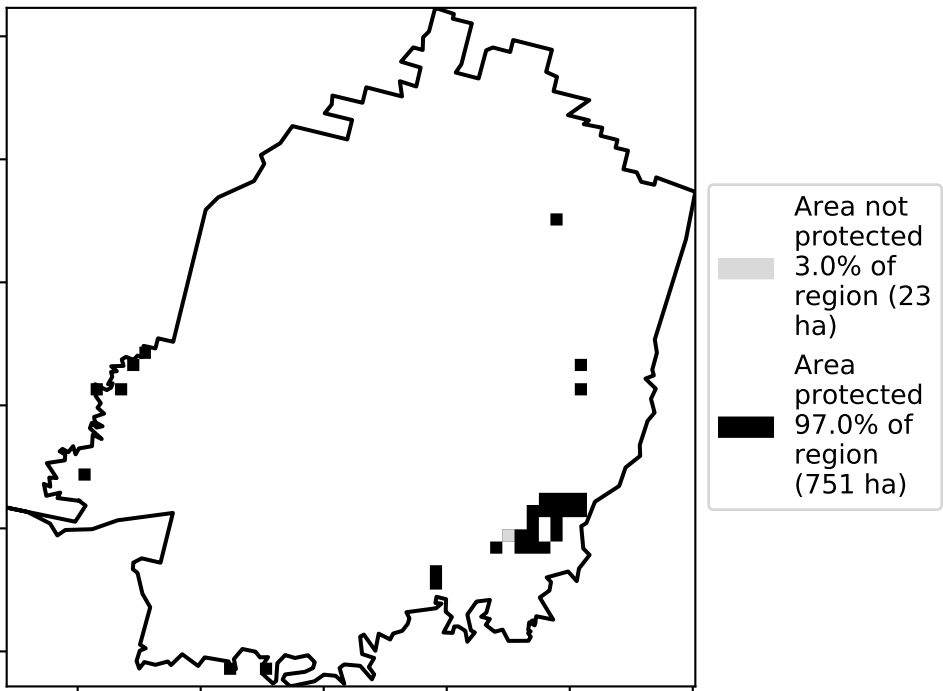 Area not
protected
3.0% of
region (23
ha)
Area
protected
97.0% of
region
(751 ha)